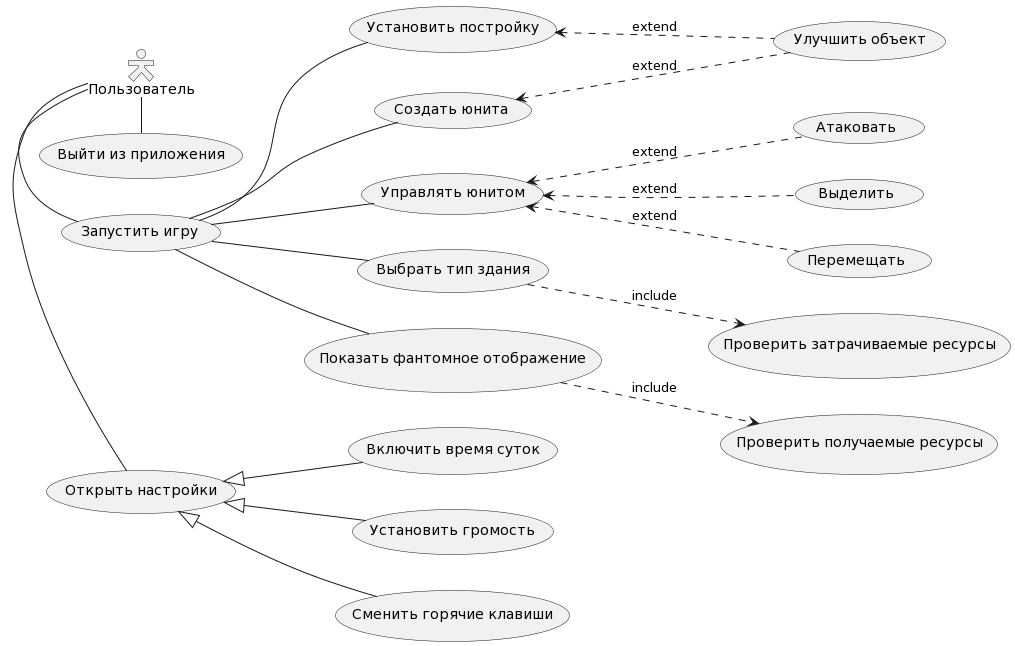 Установить постройку
extend
Улучшить объект
extend
Пользователь
Создать юнита
Атаковать
Выйти из приложения
extend
Управлять юнитом
extend
Выделить
extend
Запустить игру
Перемещать
Выбрать тип здания
include
Проверить затрачиваемые ресурсы
Показать фантомное отображение
include
Проверить получаемые ресурсы
Включить время суток
Открыть настройки
Установить громость
Сменить горячие клавиши